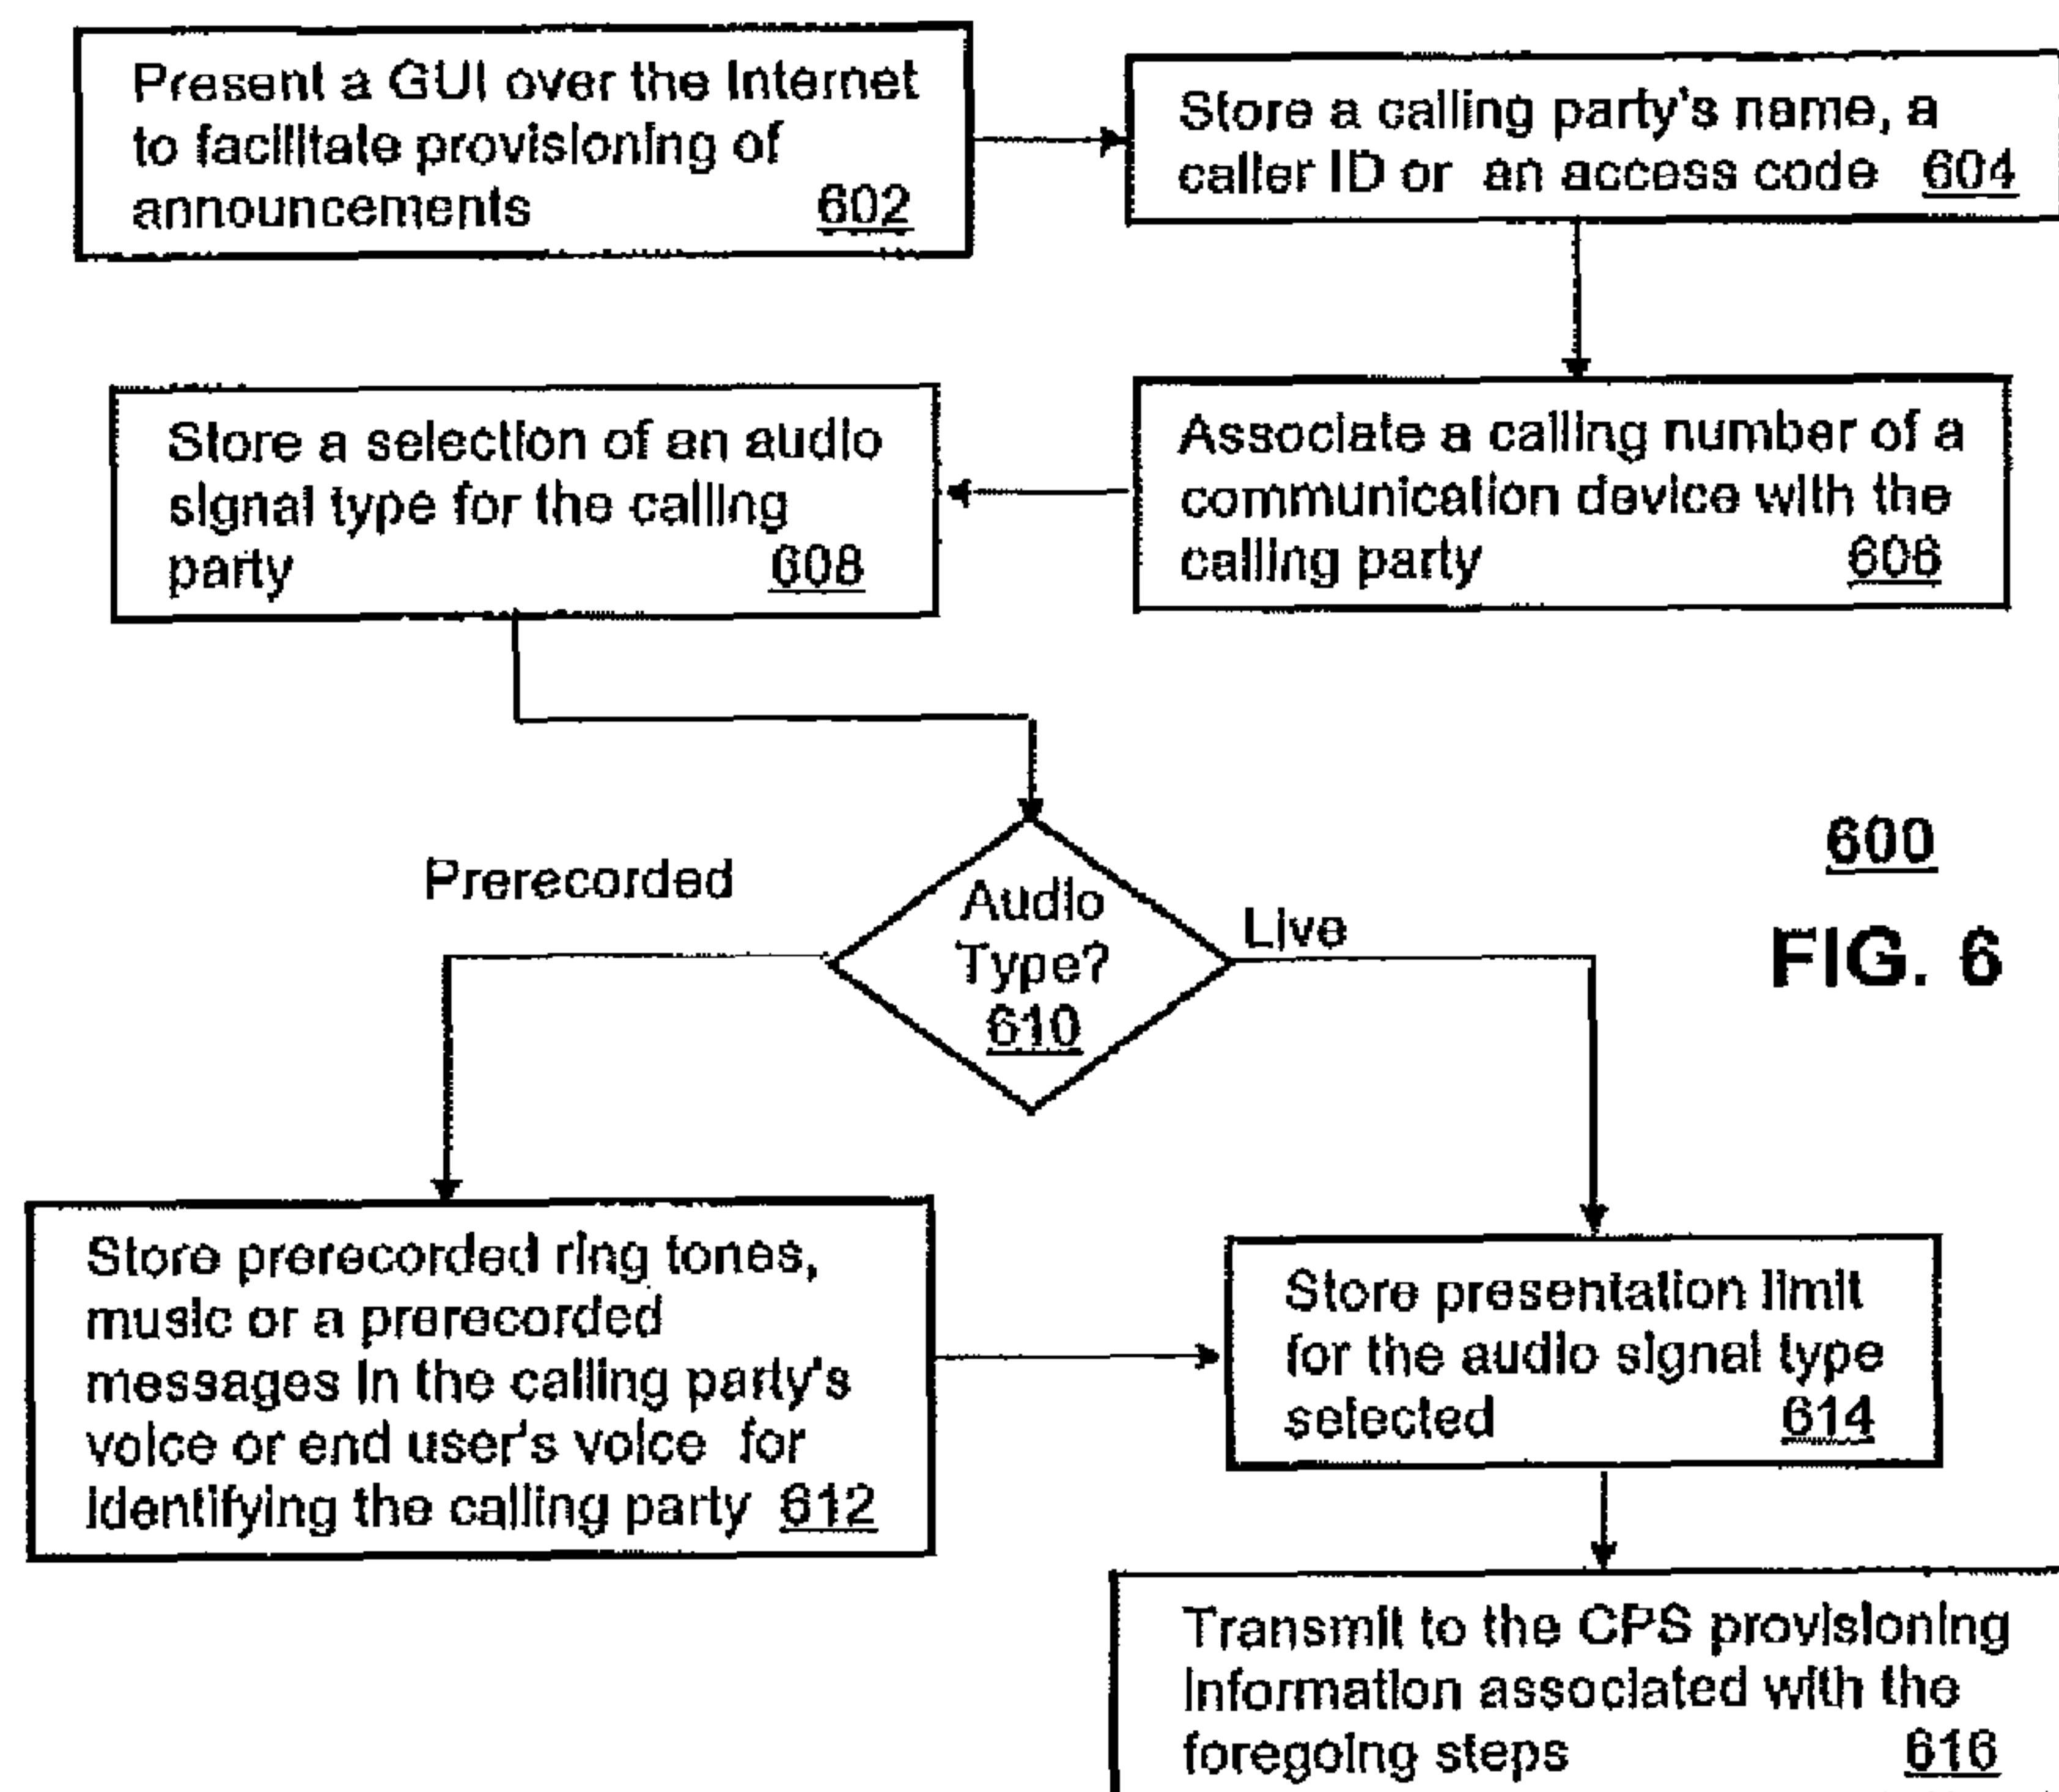 Present a GUI over the Internet
to facilitate provisioning of
announcements 602
Store a calling party's name, a
caller ID or an access code 604
Associate a calling number of a
communication device with the
calling party 606
Store a selection of an audio
signal type for the calling
party 608
Audio
Type?
610
Prerecorded
Live
600
FIG. 6
Store prerecorded ring tones,
music or a prerecorded
messages in the calling party's
voice or end user's voice for
identifying the calling party 612
Store presentation limit
for the audio signal type
selected 614
Transmit to the CPS provisioning
information associated with the
foregoing steps 616